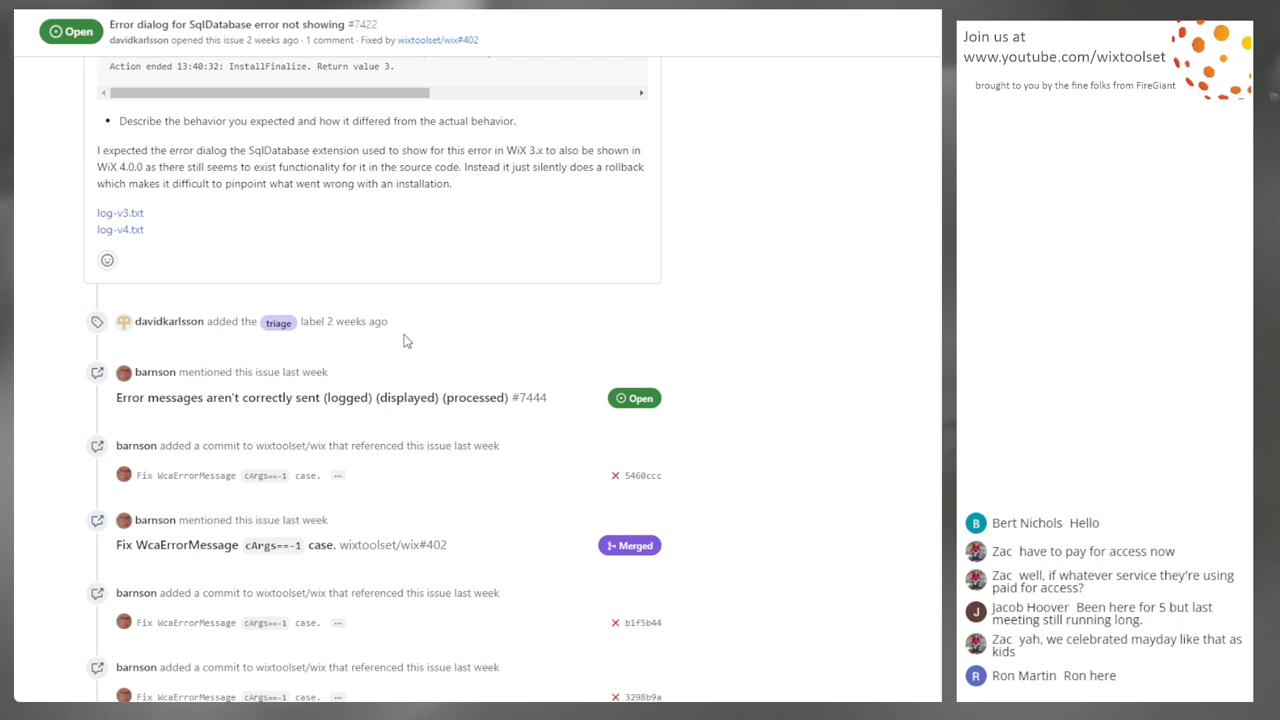 Open
Error dialog for SqlDatabase error not showing #7422
davidkarlsson opened this issue 2 weeks ago · 1 comment · Fixed by wixtoolset/wix#402
Action ended 13:40:32: InstallFinalize. Return value 3.
• Describe the behavior you expected and how it differed from the actual behavior.
I expected the error dialog the SqlDatabase extension used to show for this error in WiX 3.x to also be shown in
WiX 4.0.0 as there still seems to exist functionality for it in the source code. Instead it just silently does a rollback
which makes it difficult to pinpoint what went wrong with an installation.
log-v3.txt
log-v4.txt
davidkarlsson added the triage label 2 weeks ago
barnson mentioned this issue last week
Error messages aren't correctly sent (logged) (displayed) (processed) #7444
Open
barnson added a commit to wixtoolset/wix that referenced this issue last week
Fix WcaErrorMessage cArgs==-1 case. ... 5460ccc
barnson mentioned this issue last week
Fix WcaErrorMessage cArgs==-1 case. wixtoolset/wix#402
Merged
barnson added a commit to wixtoolset/wix that referenced this issue last week
Fix WcaErrorMessage cArgs==-1 case. ... b1f5b44
barnson added a commit to wixtoolset/wix that referenced this issue last week
Fix WcaErrorMessage cArgs==-1 case. ... 3298b9a
Join us at
www.youtube.com/wixtoolset
brought to you by the fine folks from FireGiant
B Bert Nichols Hello
Zac have to pay for access now
Zac well, if whatever service they're using
paid for access?
J Jacob Hoover Been here for 5 but last
meeting still running long.
Zac yah, we celebrated mayday like that as
kids
R Ron Martin Ron here